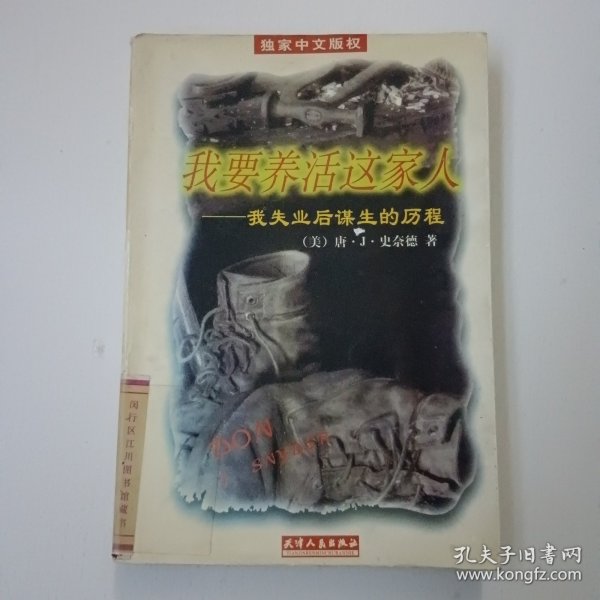 独家中文版权
我要养活这家人
——我失业后谋生的历程
（美）唐·J·史奈德 著
DON
J SNYDER
闵行区江川图书馆藏书
天津人民出版社
孔夫子旧书网
www.kongfz.com